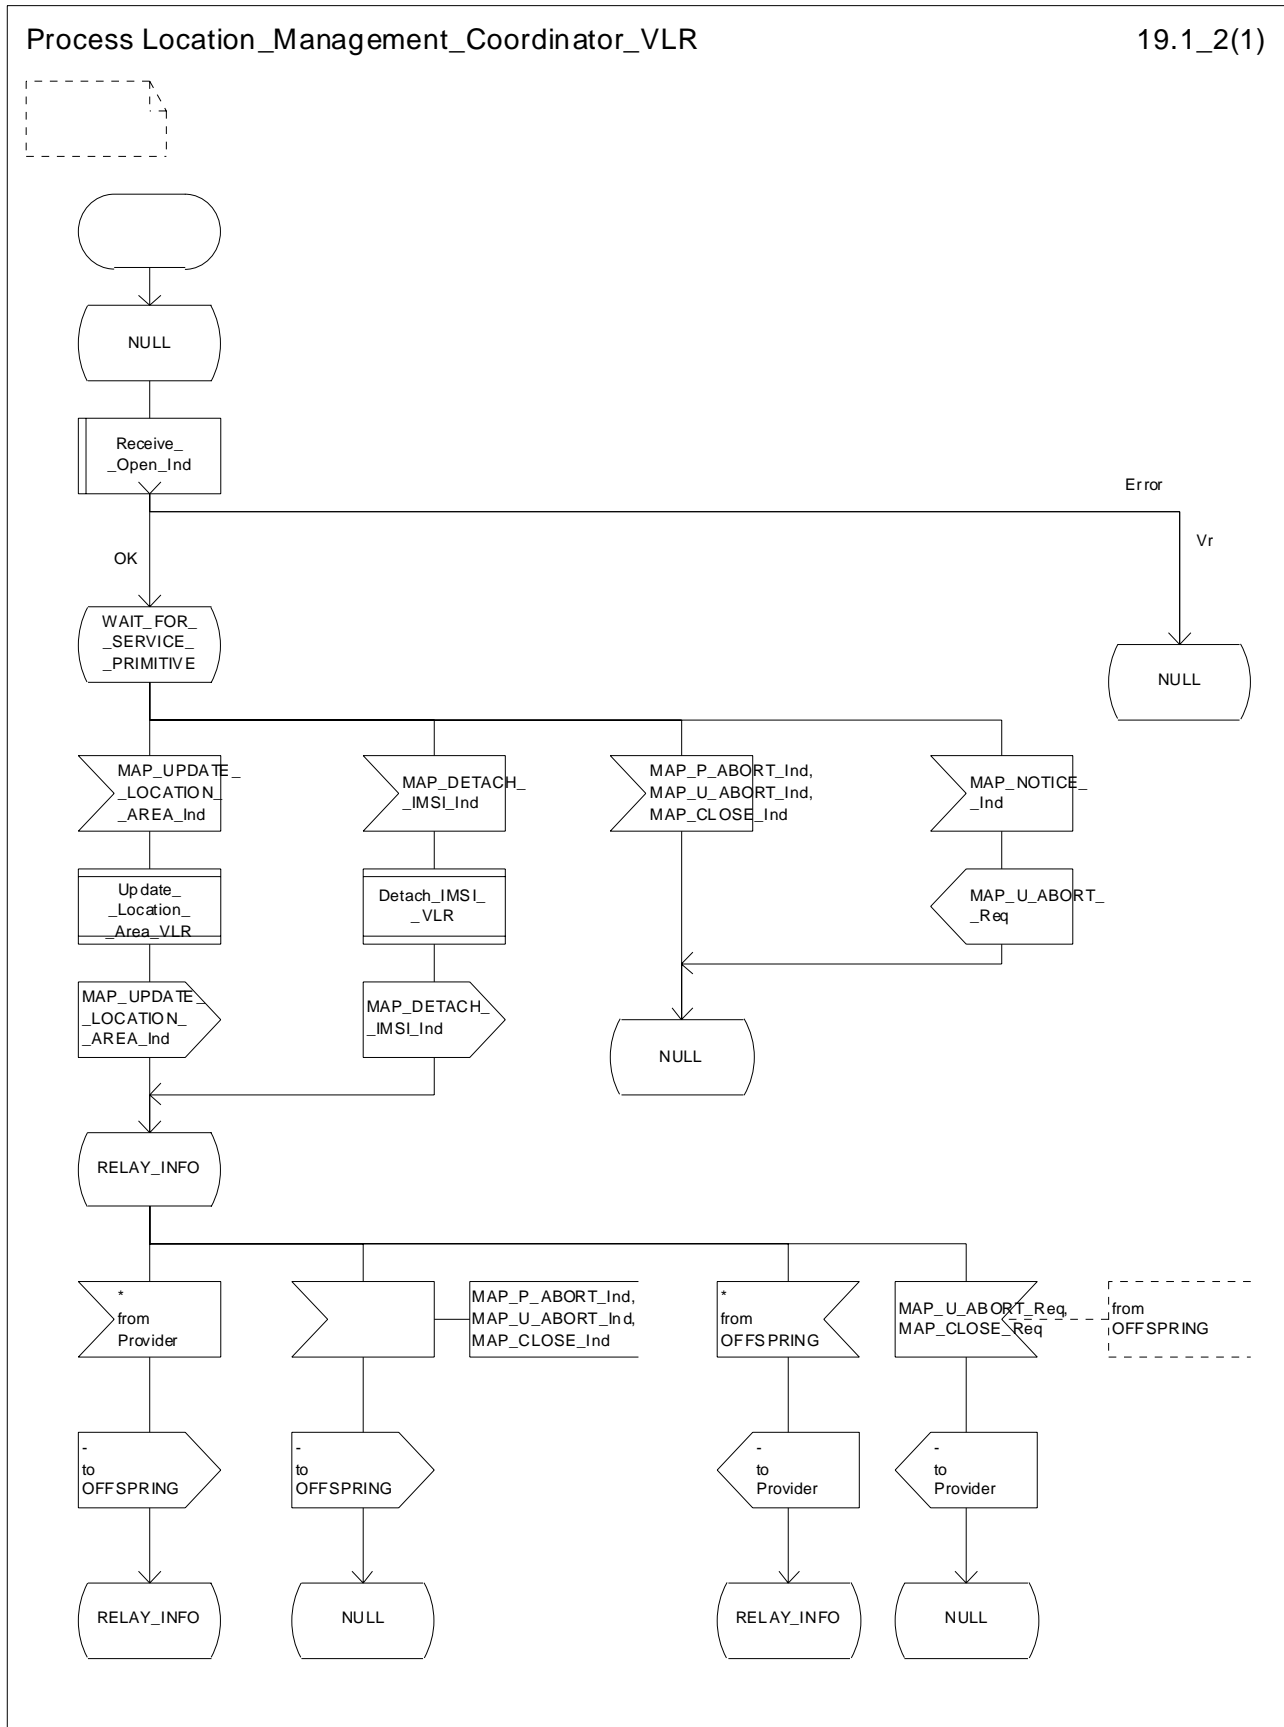 Process Location_Management_Coordinator_VLR
19.1_2(1)
NULL
Receive_
_Open_Ind
Error
Vr
OK
WAIT_FOR_
_SERVICE_
_PRIMITIVE
NULL
MAP_UPDATE_
_LOCATION_
_AREA_Ind
MAP_DETACH_
_IMSI_Ind
MAP_P_ABORT_Ind,
MAP_U_ABORT_Ind,
MAP_CLOSE_Ind
MAP_NOTICE_
_Ind
Update_
_Location_
_Area_VLR
Detach_IMSI_
_VLR
MAP_U_ABORT_
_Req
MAP_UPDATE_
_LOCATION_
_AREA_Ind
MAP_DETACH_
_IMSI_Ind
NULL
RELAY_INFO
*
from
Provider
MAP_P_ABORT_Ind,
MAP_U_ABORT_Ind,
MAP_CLOSE_Ind
*
from
OFFSPRING
MAP_U_ABORT_Req,
MAP_CLOSE_Req
from
OFFSPRING
-
to
OFFSPRING
-
to
OFFSPRING
-
to
Provider
-
to
Provider
RELAY_INFO
NULL
RELAY_INFO
NULL